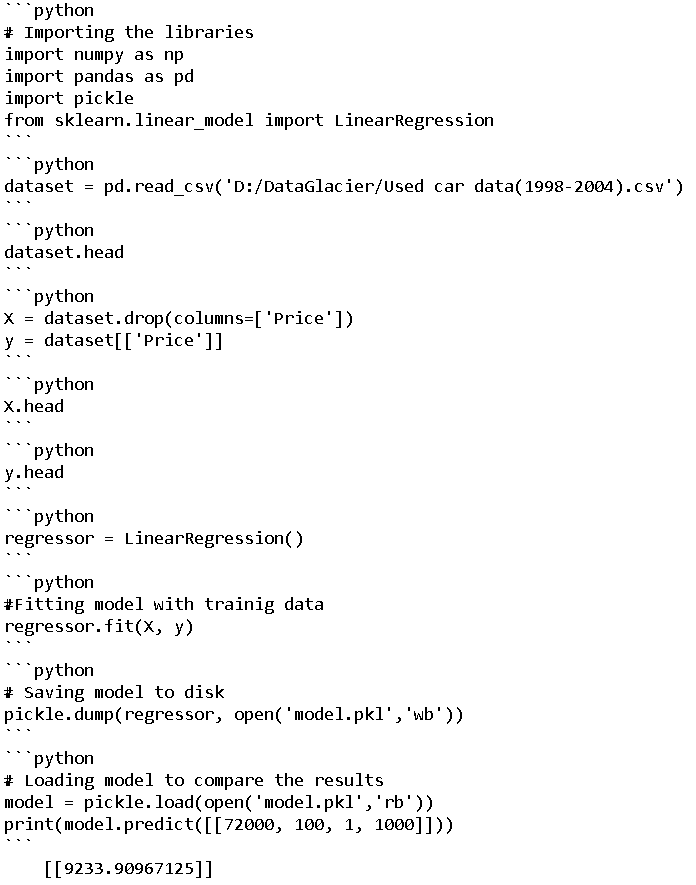 ```python
# Importing the libraries
import numpy as np
import pandas as pd
import pickle
from sklearn.linear_model import LinearRegression
```
```python
dataset = pd.read_csv('D:/DataGlacier/Used car data(1998-2004).csv')
```
```python
dataset.head
```
```python
X = dataset.drop(columns=['Price'])
y = dataset[['Price']]
```
```python
X.head
```
```python
y.head
```
```python
regressor = LinearRegression()
```
```python
#Fitting model with trainig data
regressor.fit(X, y)
```
```python
# Saving model to disk
pickle.dump(regressor, open('model.pkl','wb'))
```
```python
# Loading model to compare the results
model = pickle.load(open('model.pkl','rb'))
print(model.predict([[72000, 100, 1, 1000]]))
```
    [[9233.90967125]]